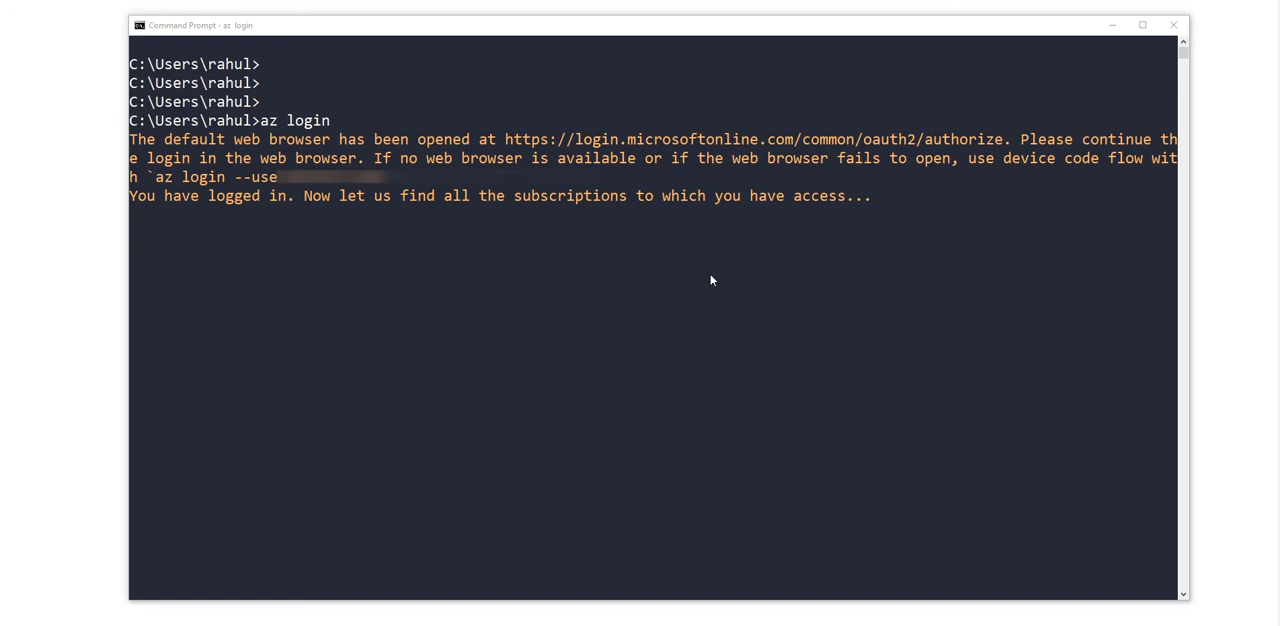 Command Prompt - az login
C:\Users\rahul>
C:\Users\rahul>
C:\Users\rahul>
C:\Users\rahul>az login
The default web browser has been opened at https://login.microsoftonline.com/common/oauth2/authorize. Please continue th
e login in the web browser. If no web browser is available or if the web browser fails to open, use device code flow wit
h `az login --use
You have logged in. Now let us find all the subscriptions to which you have access...